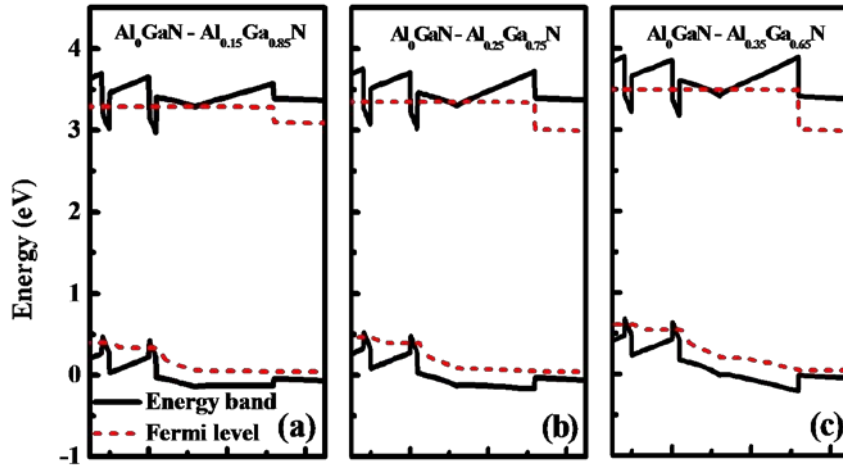 Al₀GaN – Al₀.₁₅Ga₀.₈₅N
Al₀GaN – Al₀.₂₅Ga₀.₇₅N
Al₀GaN – Al₀.₃₅Ga₀.₆₅N
4
3
2
1
0
-1
Energy (eV)
Energy band
Fermi level
(a)
(b)
(c)